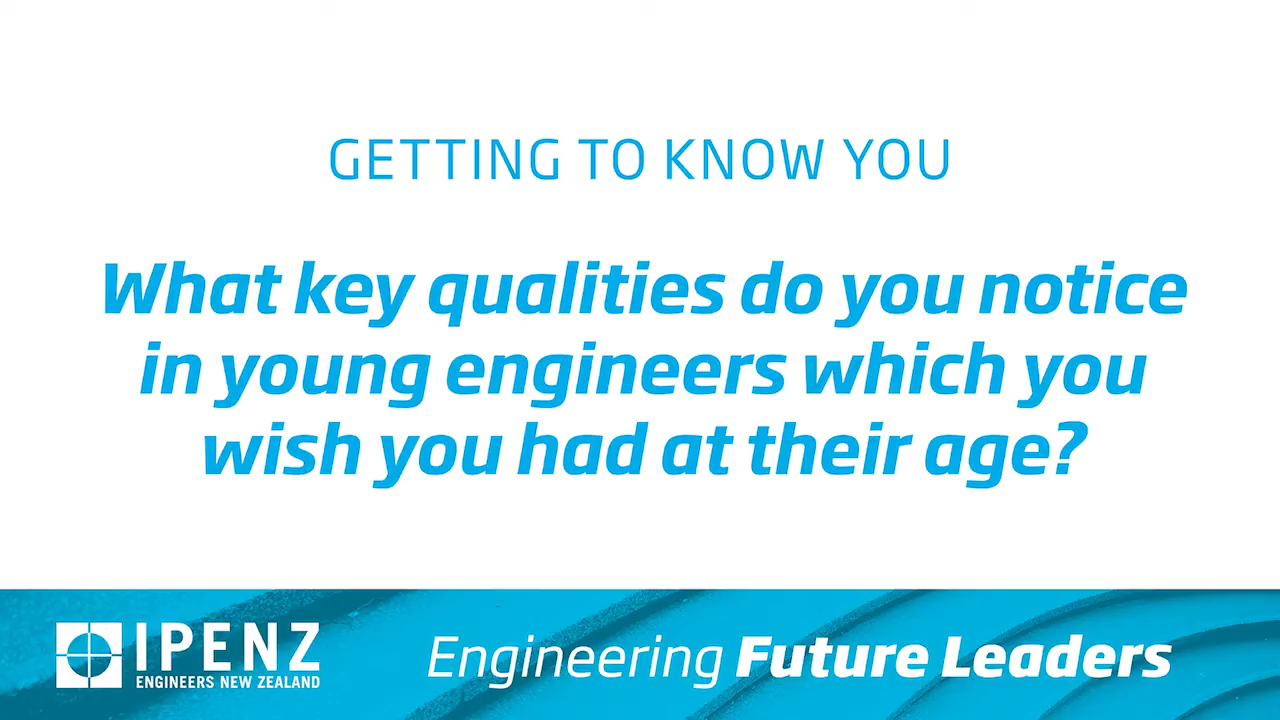 GETTING TO KNOW YOU
What key qualities do you notice
in young engineers which you
wish you had at their age?
IPENZ
ENGINEERS NEW ZEALAND
Engineering Future Leaders